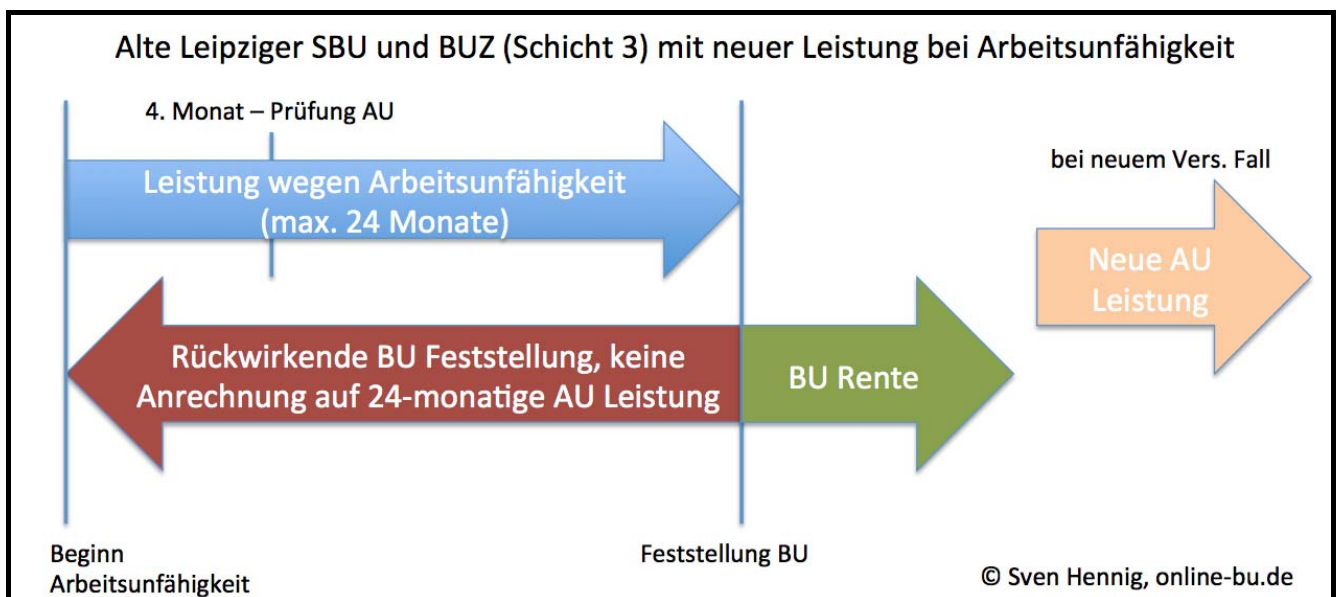 Alte Leipziger SBU und BUZ (Schicht 3) mit neuer Leistung bei Arbeitsunfähigkeit
4. Monat – Prüfung AU
Leistung wegen Arbeitsunfähigkeit
(max. 24 Monate)
bei neuem Vers. Fall
Neue AU
Leistung
Rückwirkende BU Feststellung, keine
Anrechnung auf 24-monatige AU Leistung
BU Rente
Beginn
Arbeitsunfähigkeit
Feststellung BU
© Sven Hennig, online-bu.de